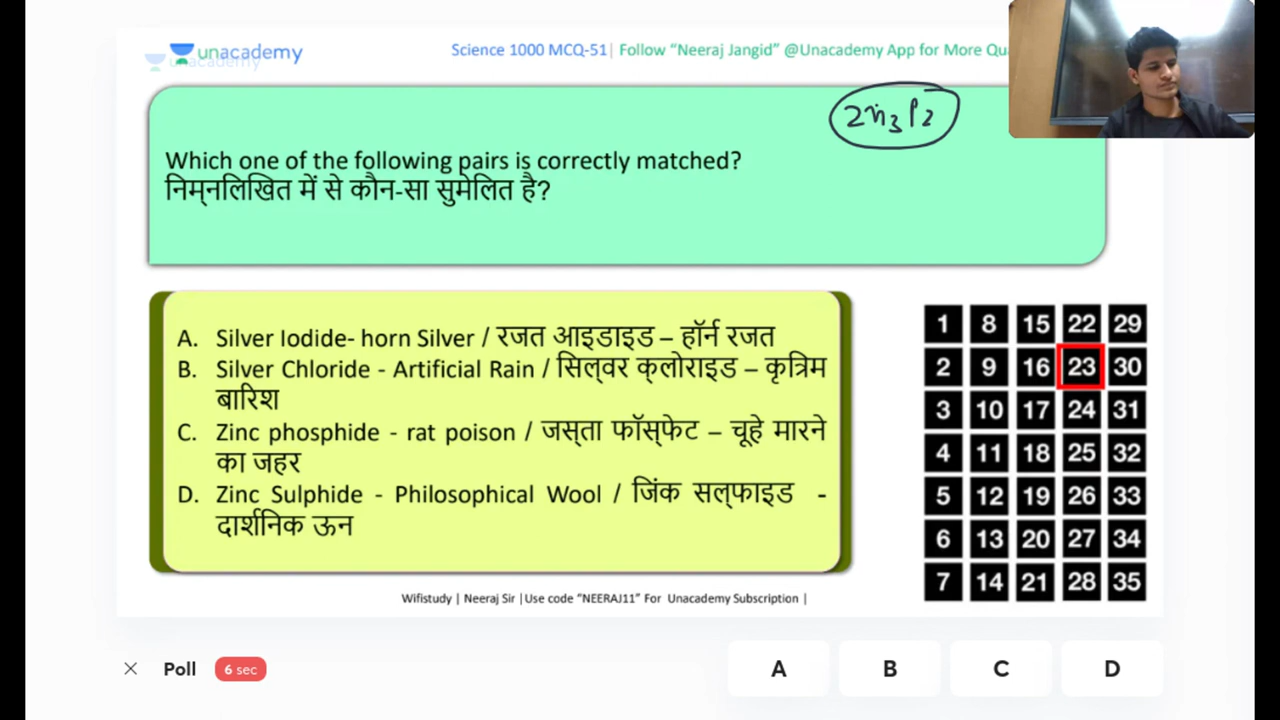 unacademy
Science 1000 MCQ-51| Follow “Neeraj Jangid” @Unacademy App for More Qu
Zn3P2
Which one of the following pairs is correctly matched?
निम्नलिखित में से कौन-सा सुमेलित है?
A. Silver Iodide- horn Silver / रजत आइडाइड – हॉर्न रजत
B. Silver Chloride - Artificial Rain / सिल्वर क्लोराइड – कृत्रिम
बारिश
C. Zinc phosphide - rat poison / जस्ता फॉस्फेट – चूहे मारने
का जहर
D. Zinc Sulphide - Philosophical Wool / जिंक सल्फाइड -
दार्शनिक ऊन
1 8 15 22 29
2 9 16 23 30
3 10 17 24 31
4 11 18 25 32
5 12 19 26 33
6 13 20 27 34
7 14 21 28 35
Wifistudy | Neeraj Sir |Use code “NEERAJ11” For Unacademy Subscription |
Poll 6 sec
A B C D